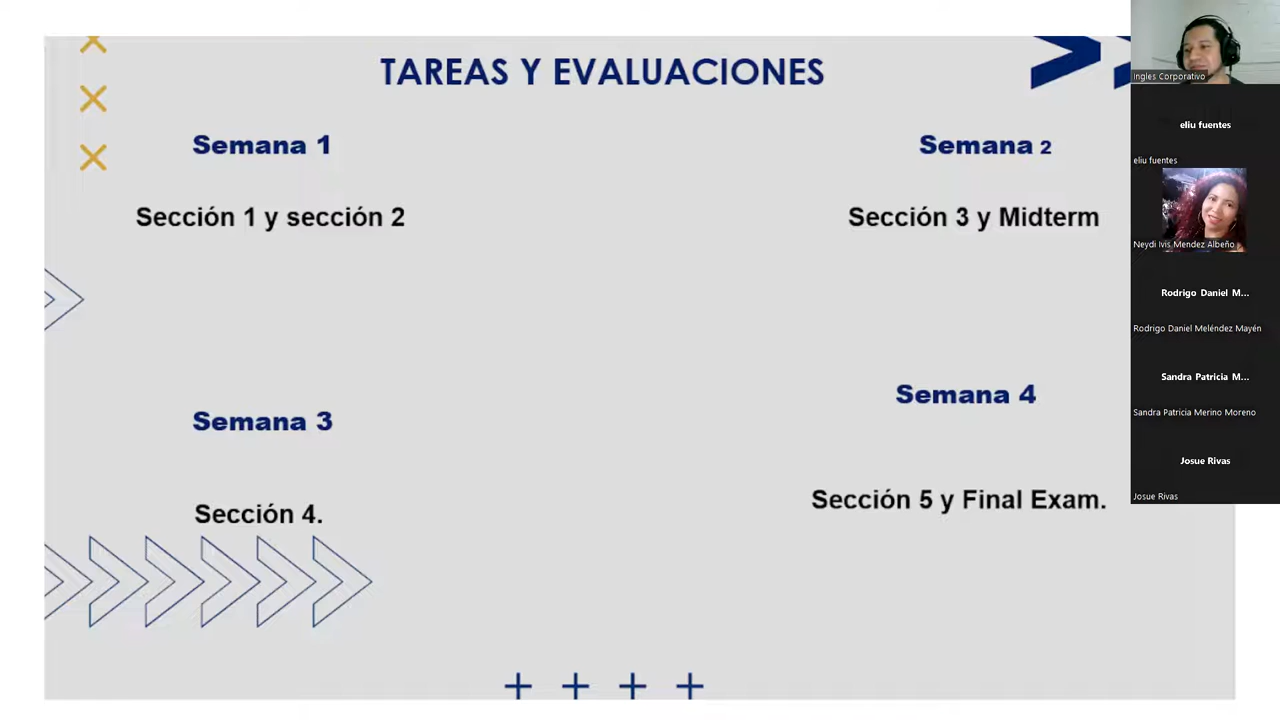 TAREAS Y EVALUACIONES
Semana 1
Sección 1 y sección 2
Semana 2
Sección 3 y Midterm
Semana 3
Sección 4.
Semana 4
Sección 5 y Final Exam.
Ingles Corporativo
eliu fuentes
eliu fuentes
Neydi Ivis Mendez Albeño
Rodrigo Daniel M...
Rodrigo Daniel Meléndez Mayén
Sandra Patricia M...
Sandra Patricia Merino Moreno
Josue Rivas
Josue Rivas